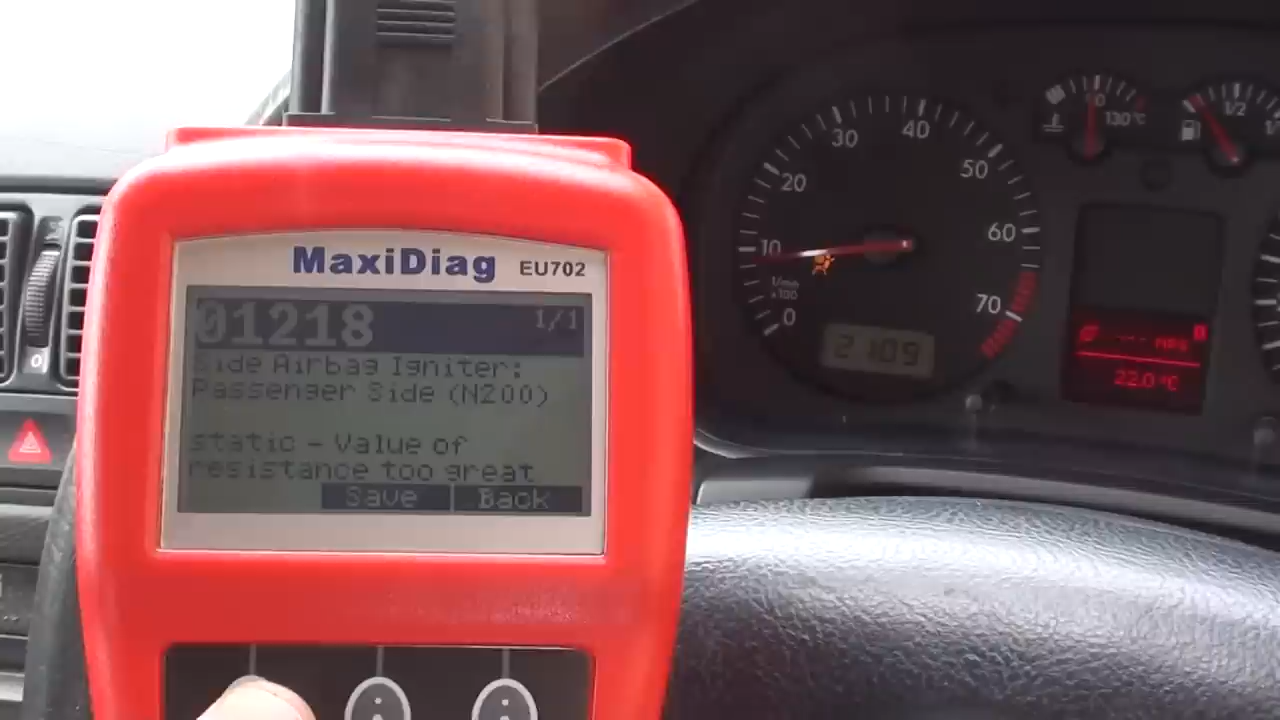 MaxiDiag EU702
01218 1/1
Side Airbag Igniter:
Passenger Side (N200)
static - Value of
resistance too great
Save Back
0 10 20 30 40 50 60 70
1/min
x100
130°C
1/2
22.0°C